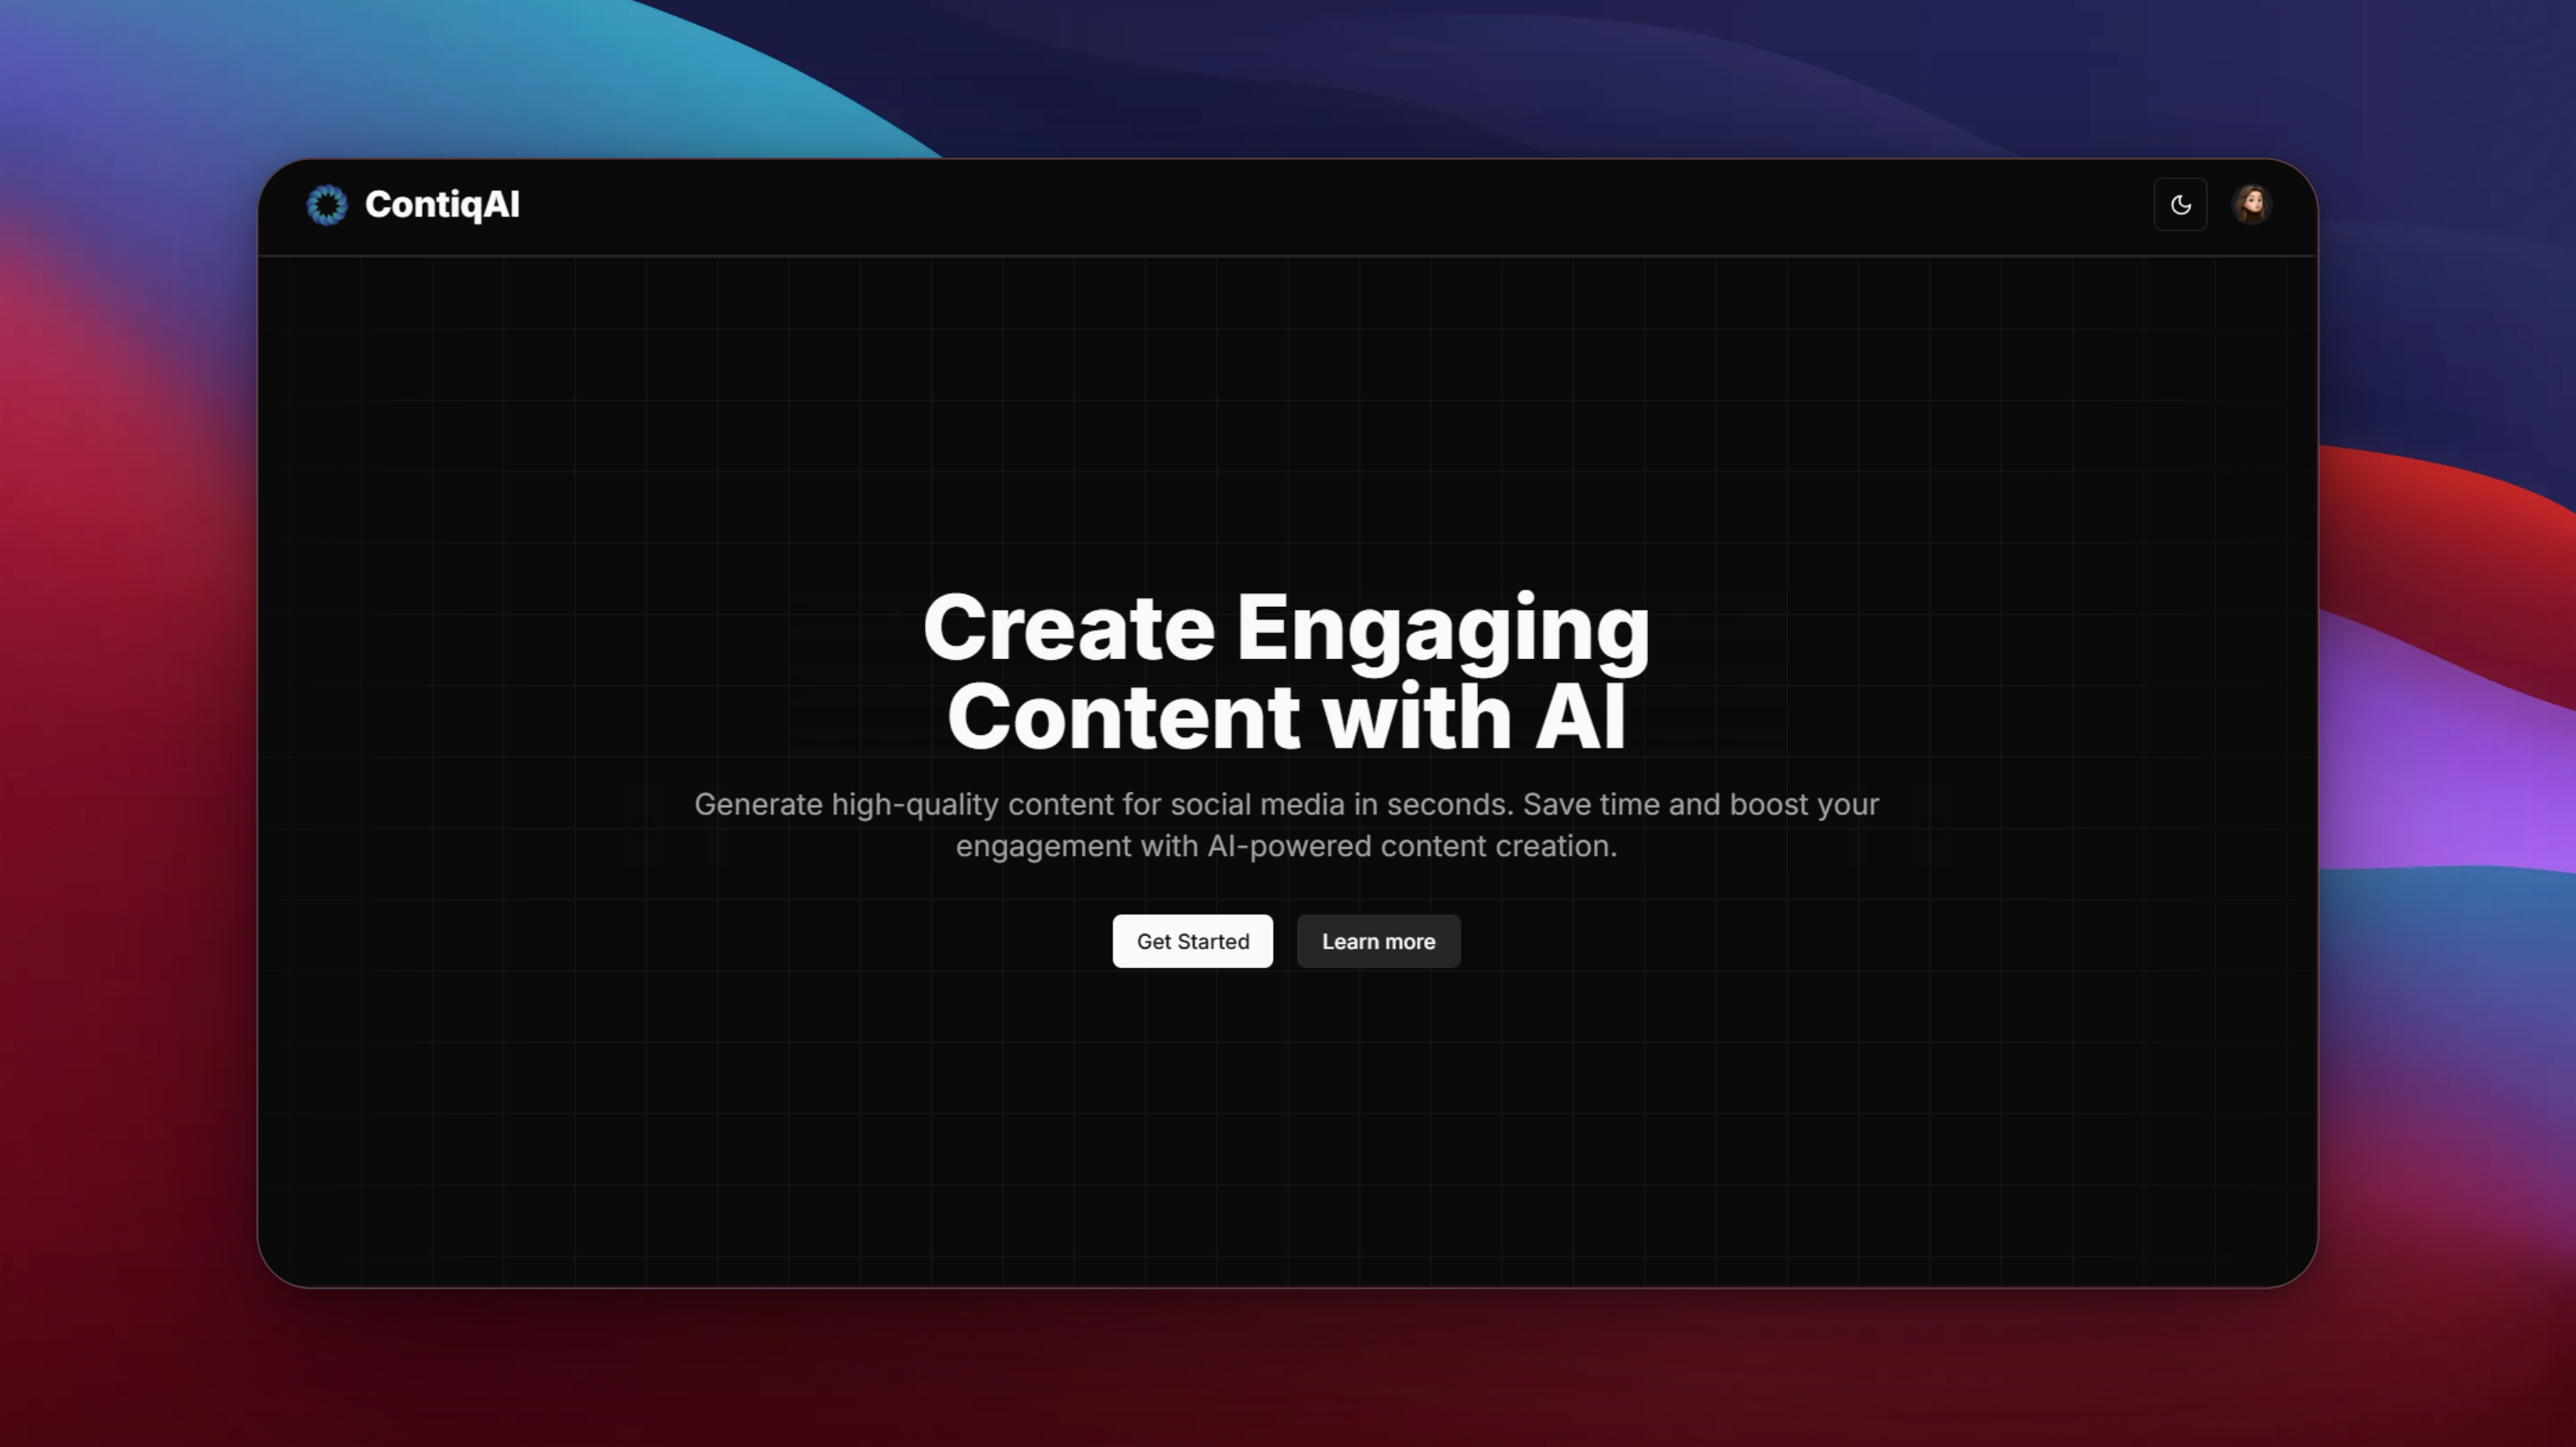 ContiqAI
Create Engaging
Content with AI
Generate high-quality content for social media in seconds. Save time and boost your
engagement with AI-powered content creation.
Get Started
Learn more